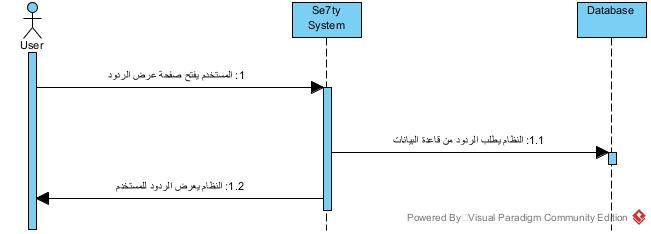 Se7ty
System
Database
User
1: المستخدم يفتح صفحة عرض الردود
1.1: النظام يطلب الردود من قاعدة البيانات
1.2: النظام يعرض الردود للمستخدم
Powered By Visual Paradigm Community Edition